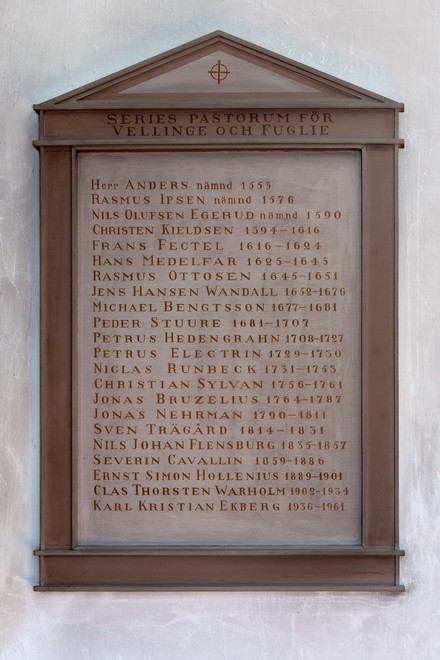 SERIES PASTORUM FÖR
VELLINGE OCH FUGLIE
Herr ANDERS nämnd 1553
RASMUS IPSEN nämnd 1576
NILS OLUFSEN EGERUD nämnd 1590
CHRISTEN KIELDSEN 1594–1616
FRANS FECTEL 1616–1624
HANS MEDELFAR 1625–1645
RASMUS OTTOSEN 1645–1651
JENS HANSEN WANDALL 1652–1676
MICHAEL BENGTSSON 1677–1681
PEDER STUURE 1681–1707
PETRUS HEDENGRAHN 1708–1727
PETRUS ELECTRIN 1729–1730
NICLAS RUNBECK 1731–1753
CHRISTIAN SYLVAN 1756–1761
JONAS BRUZELIUS 1764–1787
JONAS NEHRMAN 1790–1811
SVEN TRÄGÅRD 1814–1831
NILS JOHAN FLENSBURG 1835–1857
SEVERIN CAVALLIN 1859–1886
ERNST SIMON HOLLENIUS 1889–1901
CLAS THORSTEN WARHOLM 1902–1934
KARL KRISTIAN EKBERG 1936–1961